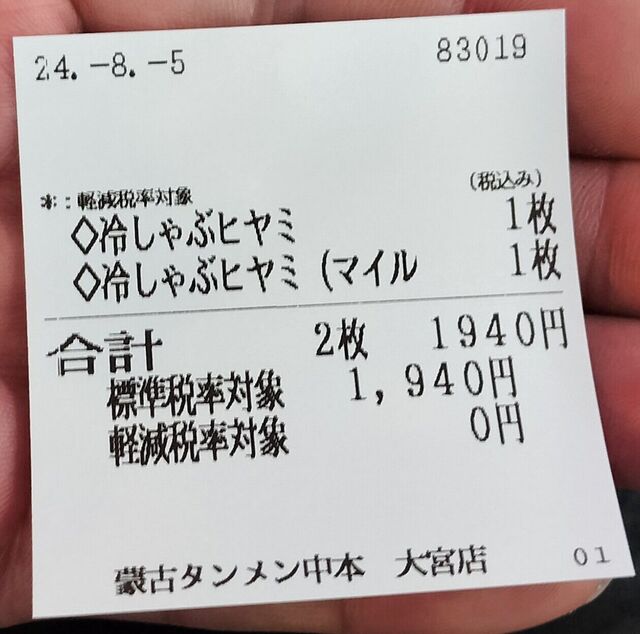 24.-8.-5 83019
(税込み)
*:軽減税率対象
◇冷しゃぶヒヤミ 1枚
◇冷しゃぶヒヤミ (マイル 1枚
合計 2枚 1940円
標準税率対象 1,940円
軽減税率対象 0円
蒙古タンメン中本 大宮店 01